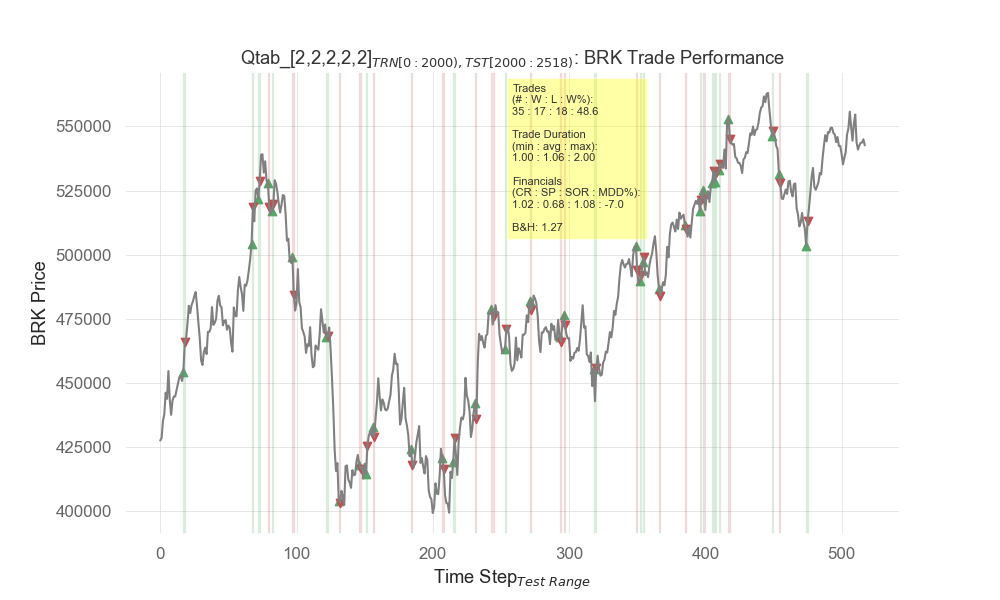 Qtab_[2,2,2,2,2]TRN[0 : 2000), TST[2000 : 2518) : BRK Trade Performance
Trades
(# : W : L : W%):
35 : 17 : 18 : 48.6
Trade Duration
(min : avg : max):
1.00 : 1.06 : 2.00
Financials
(CR : SP : SOR : MDD%):
1.02 : 0.68 : 1.08 : -7.0
B&H: 1.27
BRK Price
550000
525000
500000
475000
450000
425000
400000
0 100 200 300 400 500
Time StepTest Range